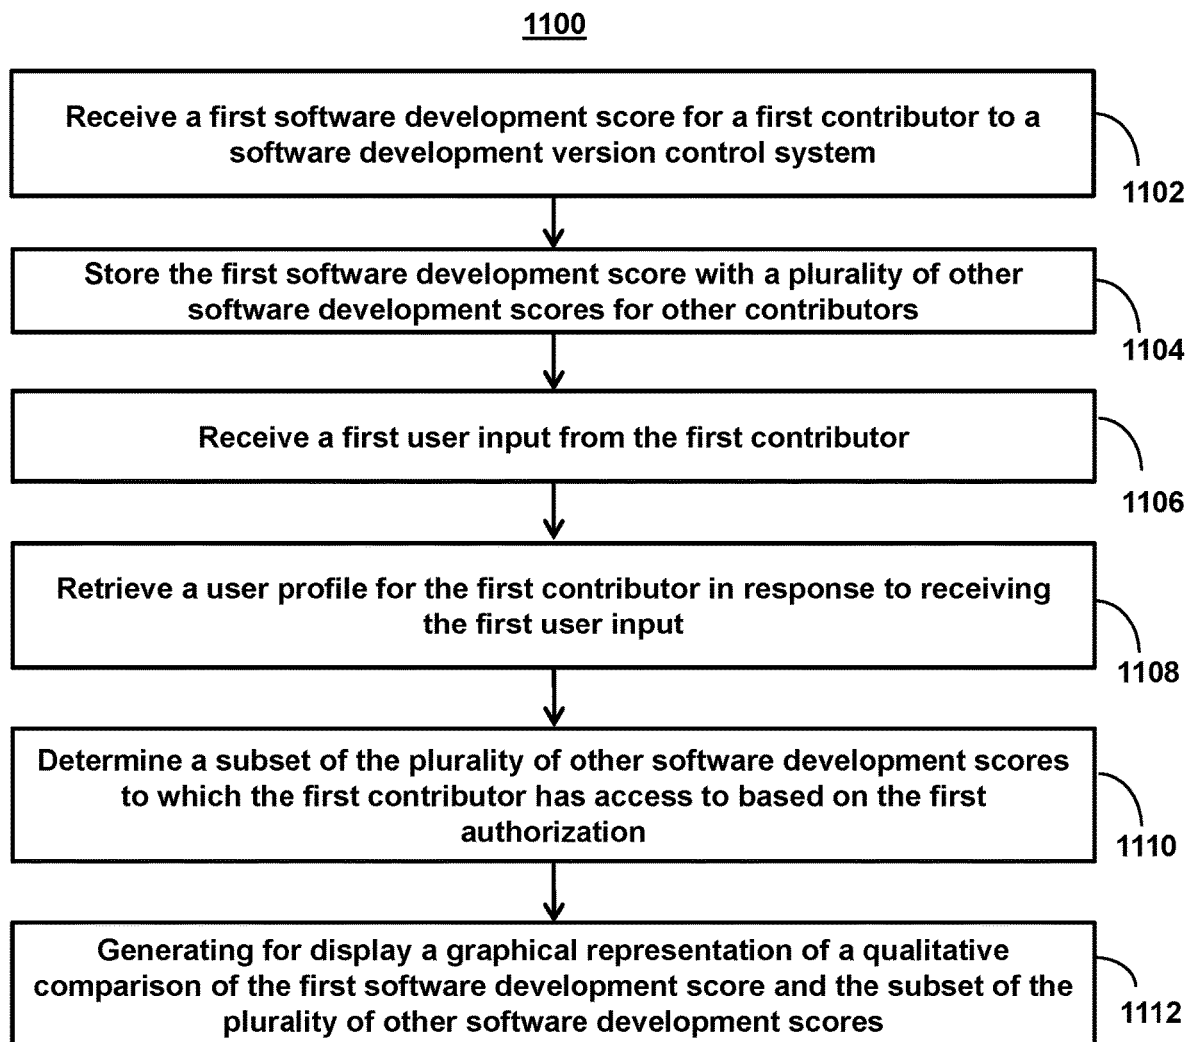 1100
Receive a first software development score for a first contributor to a
software development version control system
1102
Store the first software development score with a plurality of other
software development scores for other contributors
1104
Receive a first user input from the first contributor
1106
Retrieve a user profile for the first contributor in response to receiving
the first user input
1108
Determine a subset of the plurality of other software development scores
to which the first contributor has access to based on the first
authorization
1110
Generating for display a graphical representation of a qualitative
comparison of the first software development score and the subset of the
plurality of other software development scores
1112